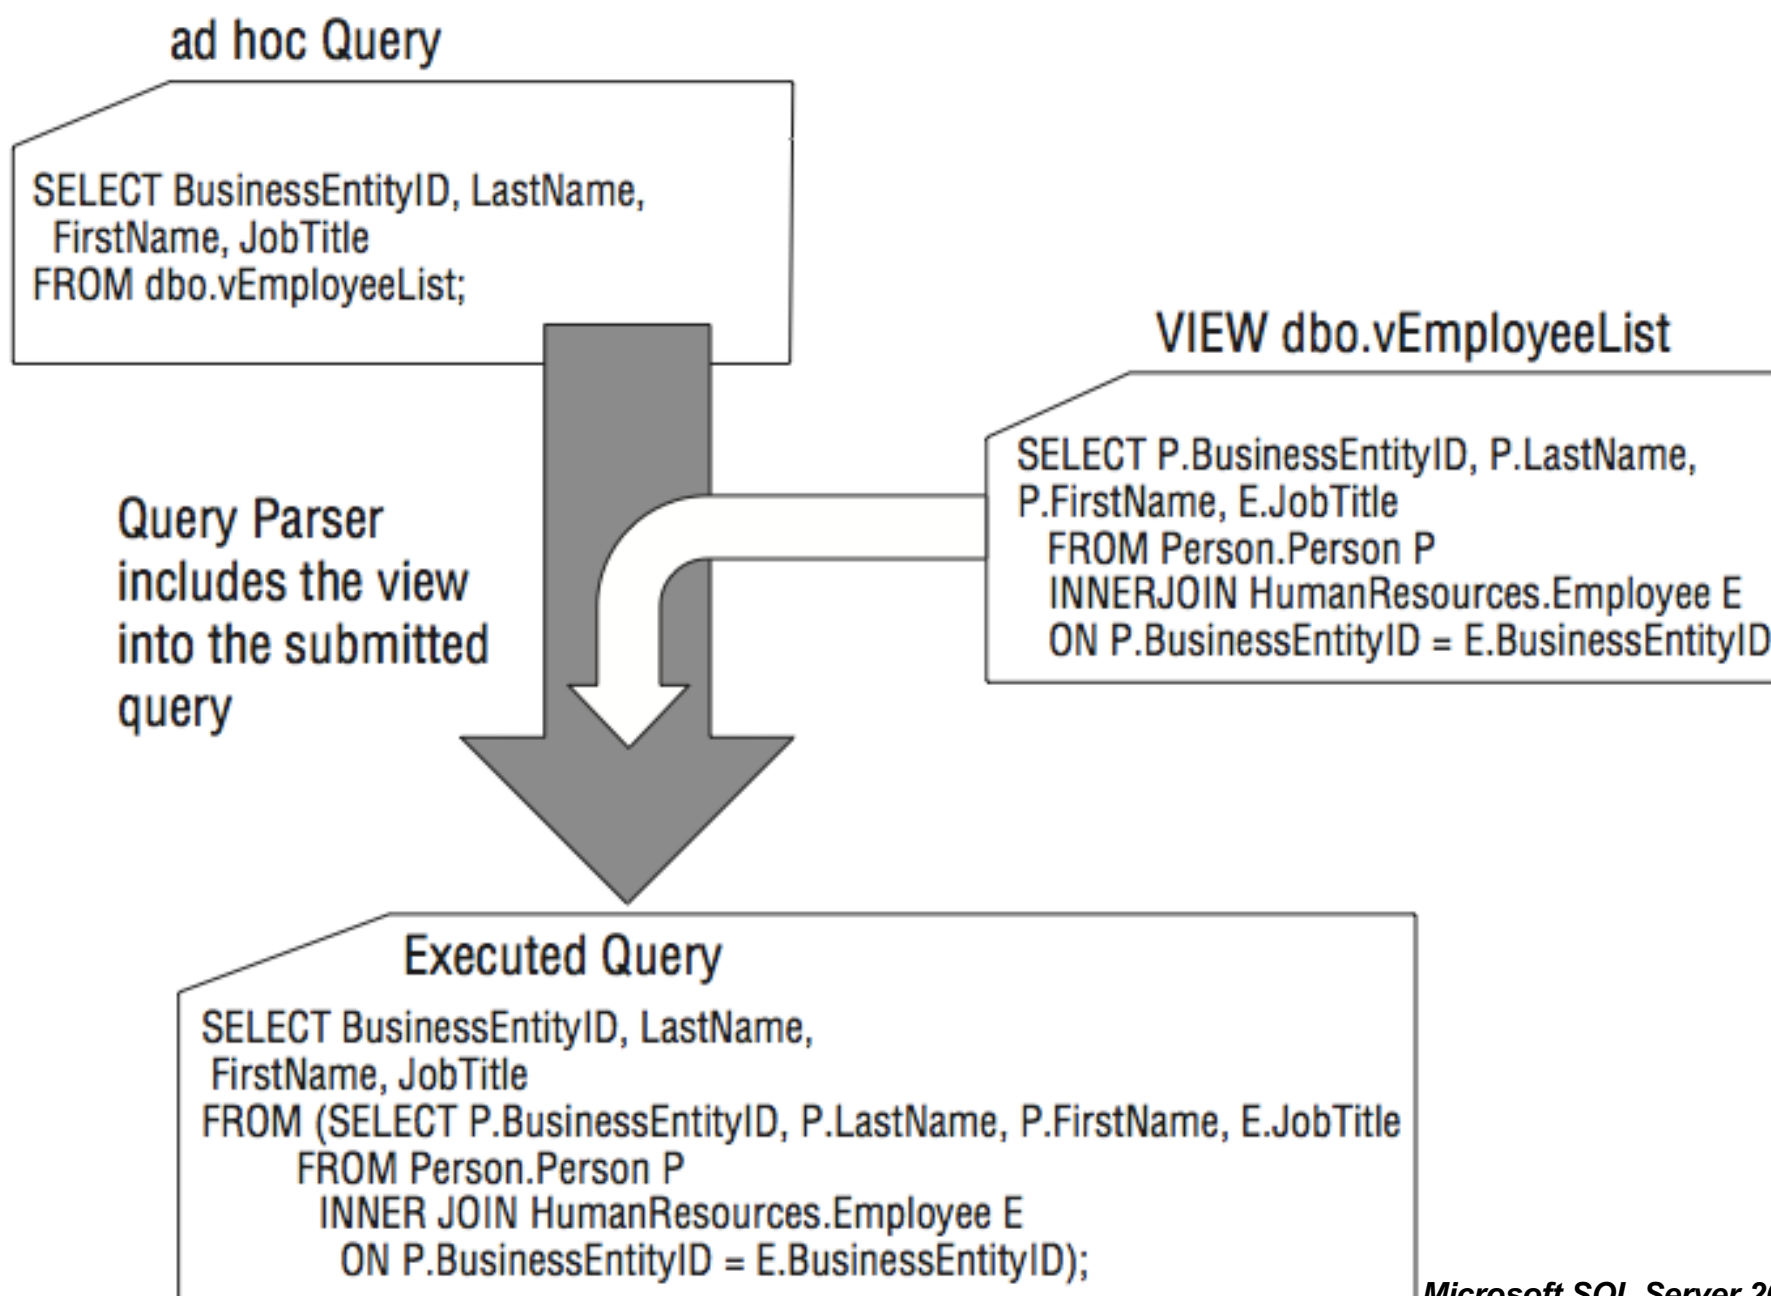 ad hoc Query
SELECT BusinessEntityID, LastName,
FirstName, JobTitle
FROM dbo.vEmployeeList;
VIEW dbo.vEmployeeList
SELECT P.BusinessEntityID, P.LastName,
P.FirstName, E.JobTitle
FROM Person.Person P
INNERJOIN HumanResources.Employee E
ON P.BusinessEntityID = E.BusinessEntityID
Query Parser
includes the view
into the submitted
query
Executed Query
SELECT BusinessEntityID, LastName,
FirstName, JobTitle
FROM (SELECT P.BusinessEntityID, P.LastName, P.FirstName, E.JobTitle
FROM Person.Person P
INNER JOIN HumanResources.Employee E
ON P.BusinessEntityID = E.BusinessEntityID);
Microsoft SQL Server